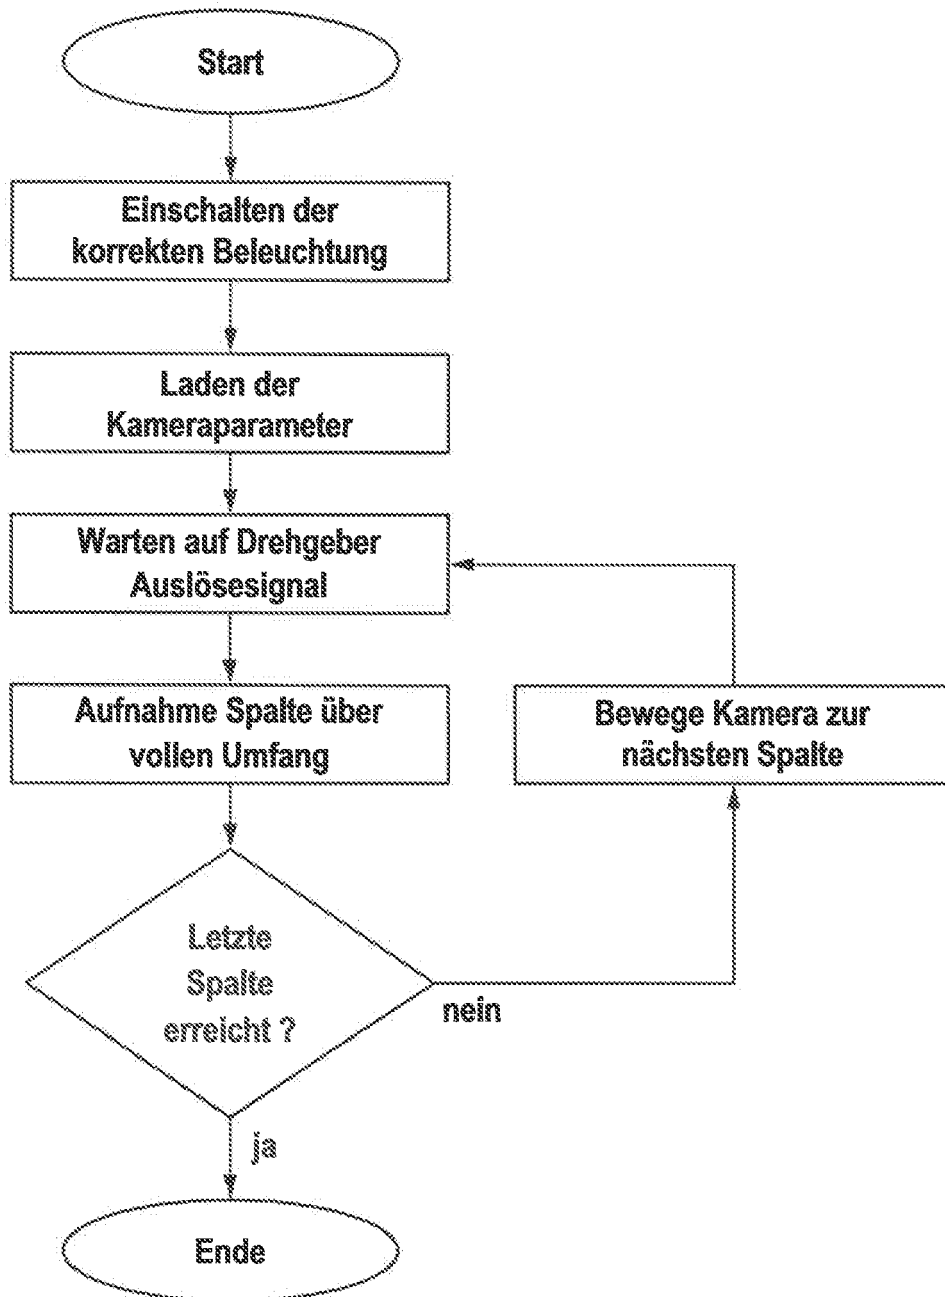 Start
Einschalten der
korrekten Beleuchtung
Laden der
Kameraparameter
Warten auf Drehgeber
Auslösesignal
Aufnahme Spalte über
vollen Umfang
Bewege Kamera zur
nächsten Spalte
Letzte
Spalte
erreicht ?
nein
ja
Ende